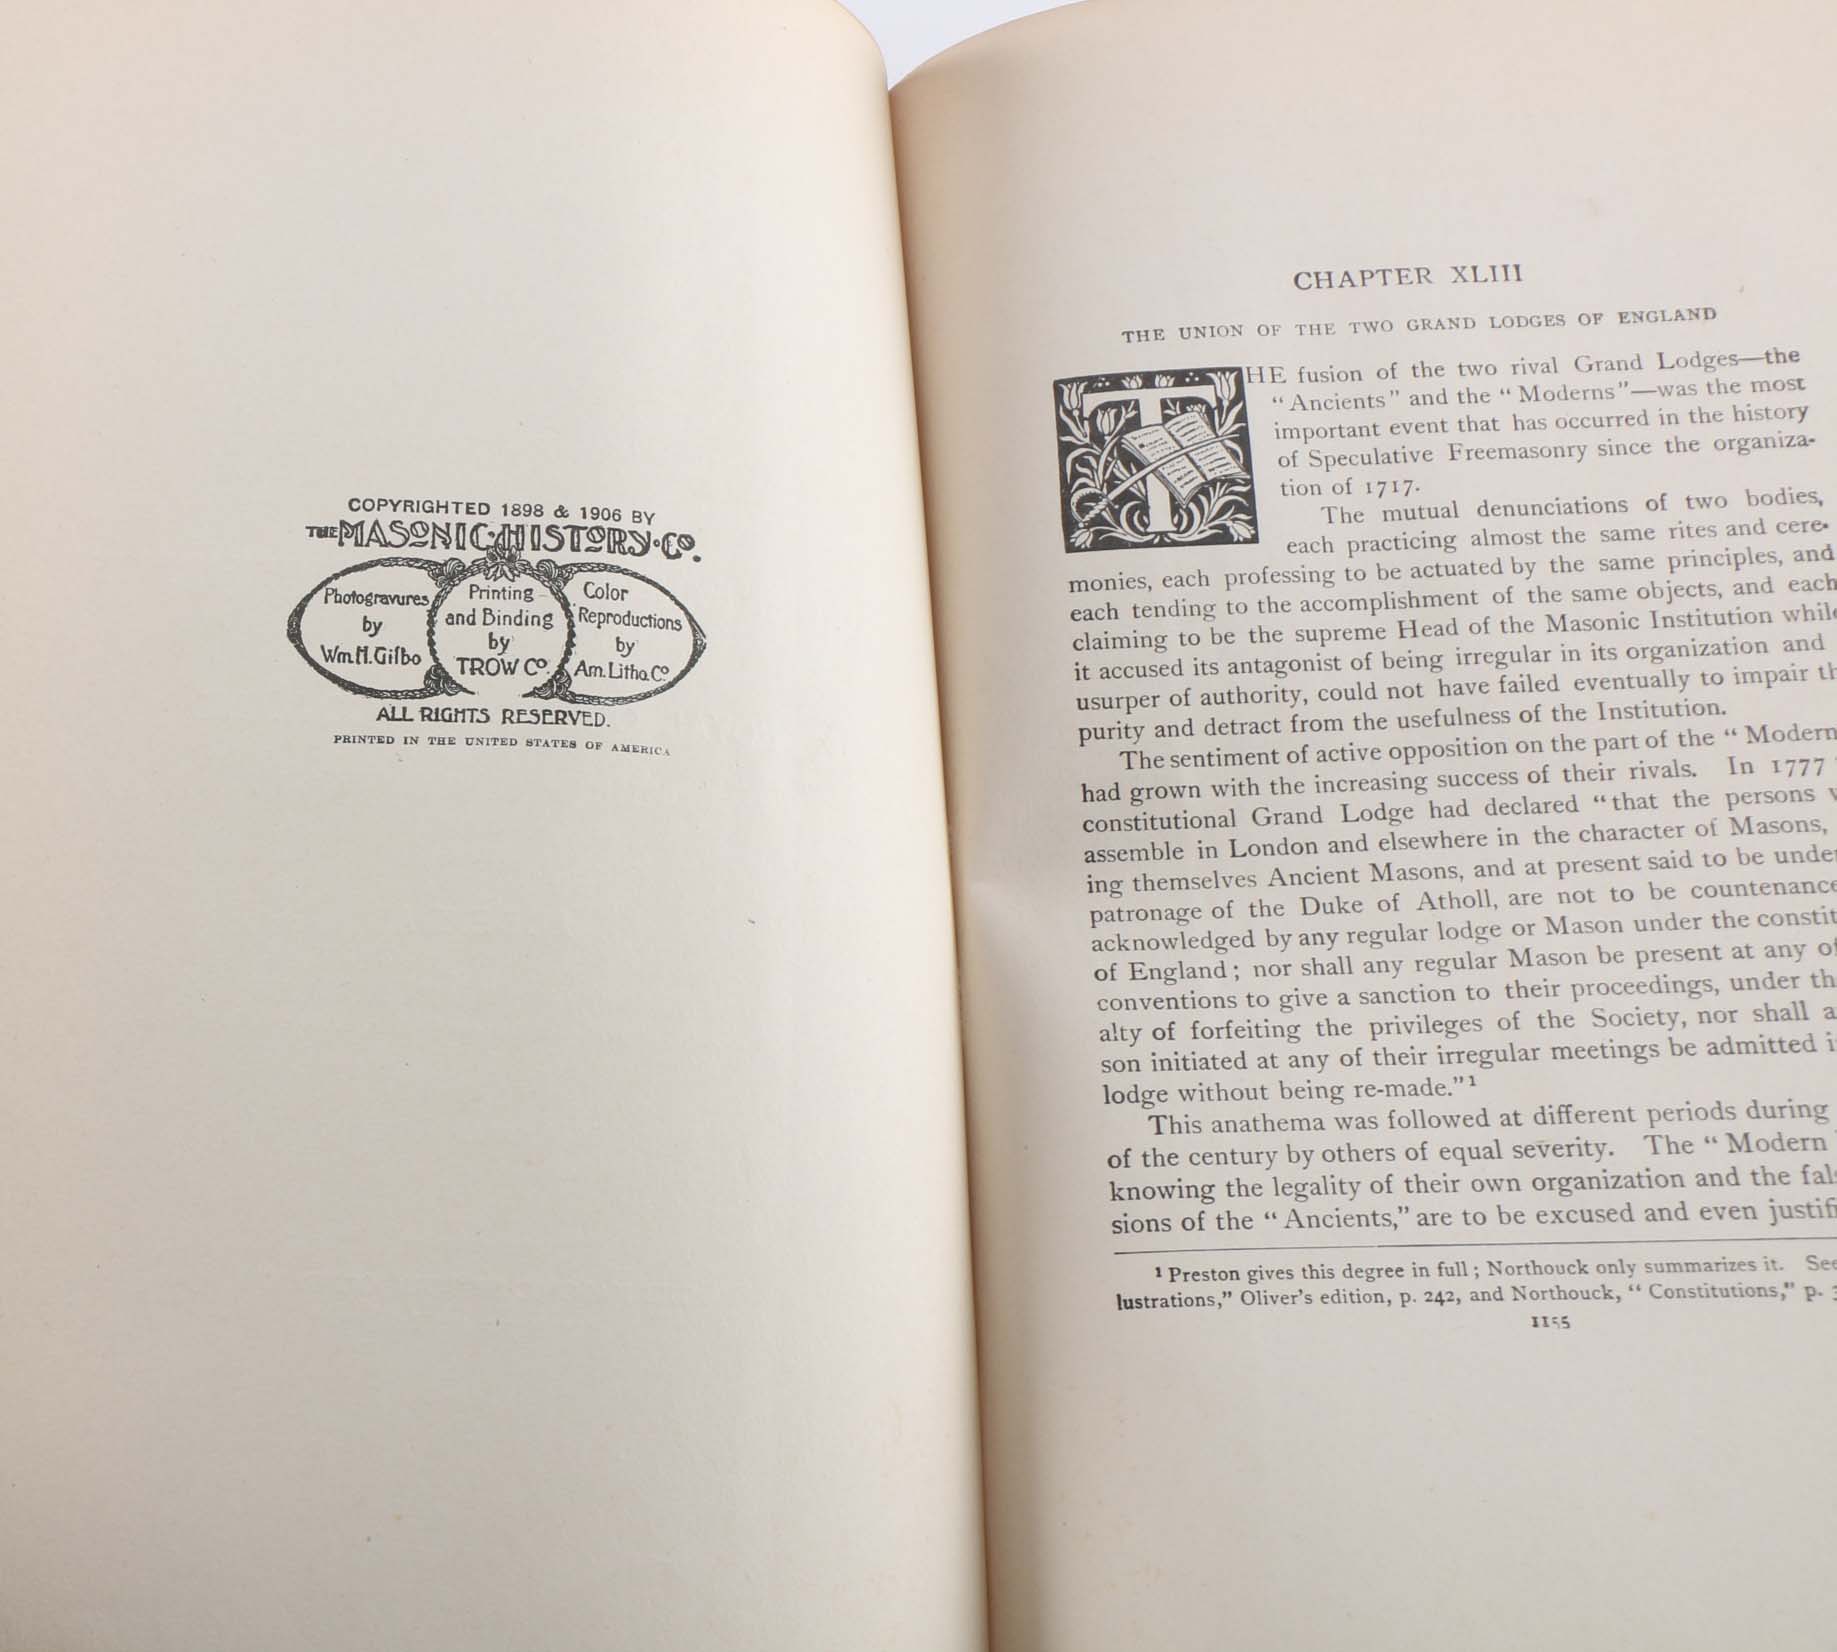 COPYRIGHTED 1898 & 1906 BY
THE MASONIC HISTORY CO.
Photogravures
by
Wm. H. Gilbo
Printing
and Binding
by
TROW Co.
Color
Reproductions
by
Am. Litho. Co
ALL RIGHTS RESERVED.
PRINTED IN THE UNITED STATES OF AMERICA
CHAPTER XLIII
THE UNION OF THE TWO GRAND LODGES OF ENGLAND
THE fusion of the two rival Grand Lodges—the
"Ancients" and the "Moderns"—was the most
important event that has occurred in the history
of Speculative Freemasonry since the organiza-
tion of 1717.
The mutual denunciations of two bodies,
each practicing almost the same rites and cere-
monies, each professing to be actuated by the same principles, and
each tending to the accomplishment of the same objects, and each
claiming to be the supreme Head of the Masonic Institution while
it accused its antagonist of being irregular in its organization and
usurper of authority, could not have failed eventually to impair th
purity and detract from the usefulness of the Institution.
The sentiment of active opposition on the part of the "Modern
had grown with the increasing success of their rivals. In 1777
constitutional Grand Lodge had declared "that the persons
assemble in London and elsewhere in the character of Masons,
ing themselves Ancient Masons, and at present said to be under
patronage of the Duke of Atholl, are not to be countenance
acknowledged by any regular lodge or Mason under the constit
of England; nor shall any regular Mason be present at any of
conventions to give a sanction to their proceedings, under th
alty of forfeiting the privileges of the Society, nor shall a
son initiated at any of their irregular meetings be admitted i
lodge without being re-made."¹
This anathema was followed at different periods during
of the century by others of equal severity. The "Modern
knowing the legality of their own organization and the fal
sions of the "Ancients," are to be excused and even justifi
¹ Preston gives this degree in full; Northouck only summarizes it. See
lustrations," Oliver's edition, p. 242, and Northouck, "Constitutions," p.
1155